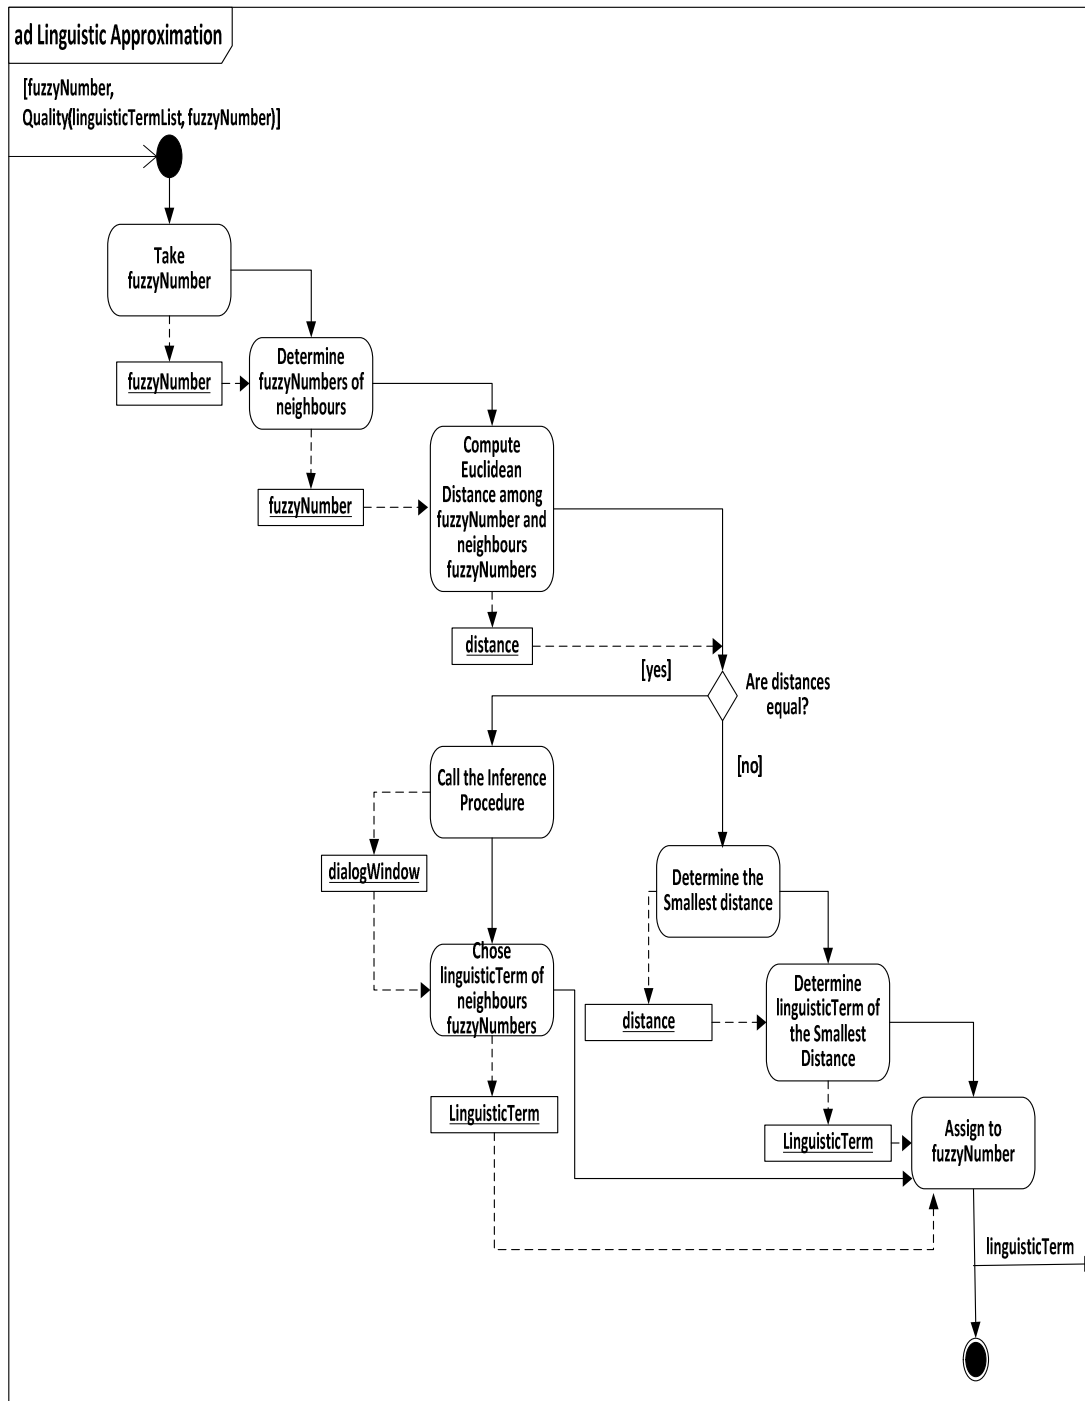 ad Linguistic Approximation
[fuzzyNumber,
Quality(linguisticTermList, fuzzyNumber)]
Take
fuzzyNumber
fuzzyNumber
Determine
fuzzyNumbers of
neighbours
fuzzyNumber
Compute
Euclidean
Distance among
fuzzyNumber and
neighbours
fuzzyNumbers
distance
[yes]
Are distances
equal?
[no]
Call the Inference
Procedure
dialogWindow
Determine the
Smallest distance
Chose
linguisticTerm of
neighbours
fuzzyNumbers
distance
Determine
linguisticTerm of
the Smallest
Distance
LinguisticTerm
LinguisticTerm
Assign to
fuzzyNumber
linguisticTerm